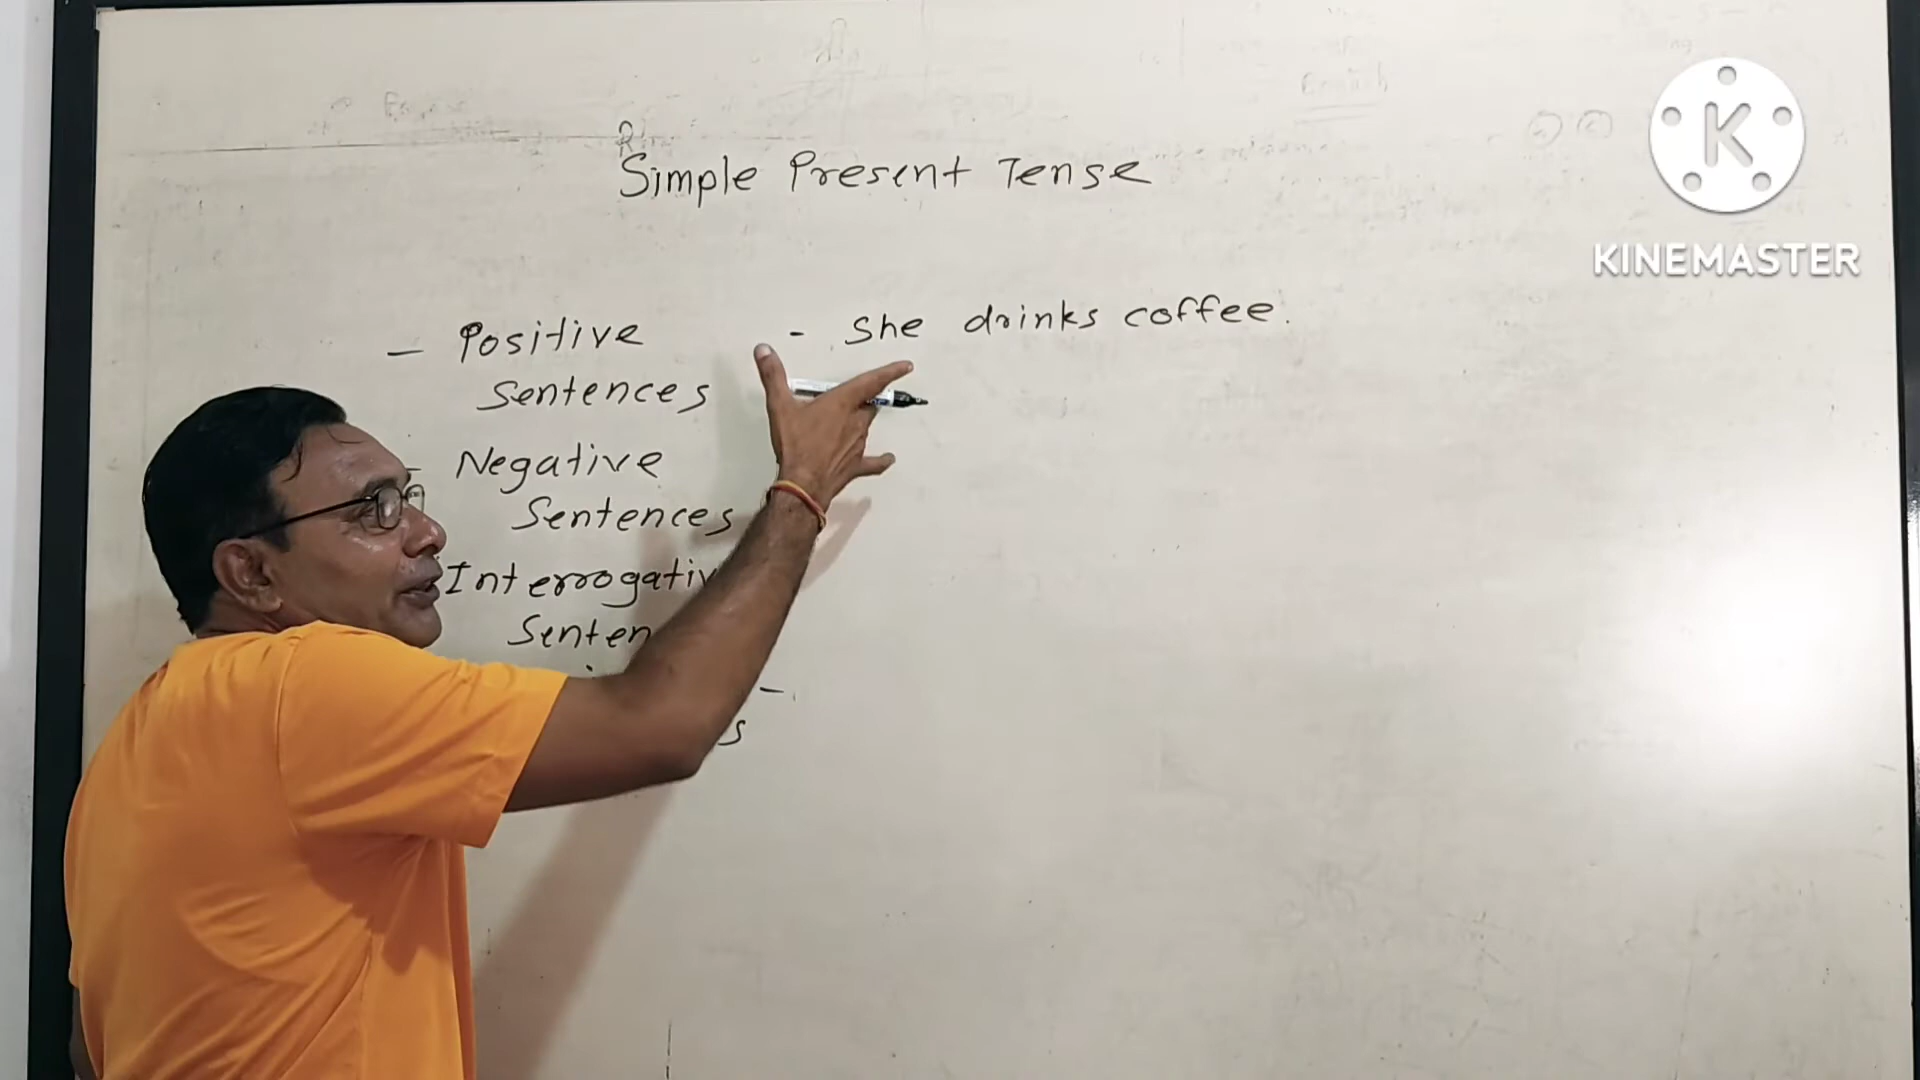 Simple Present Tense
KINEMASTER
- Positive - She drinks coffee.
Sentences
- Negative
Sentences
Interrogativ
Senten
-
s